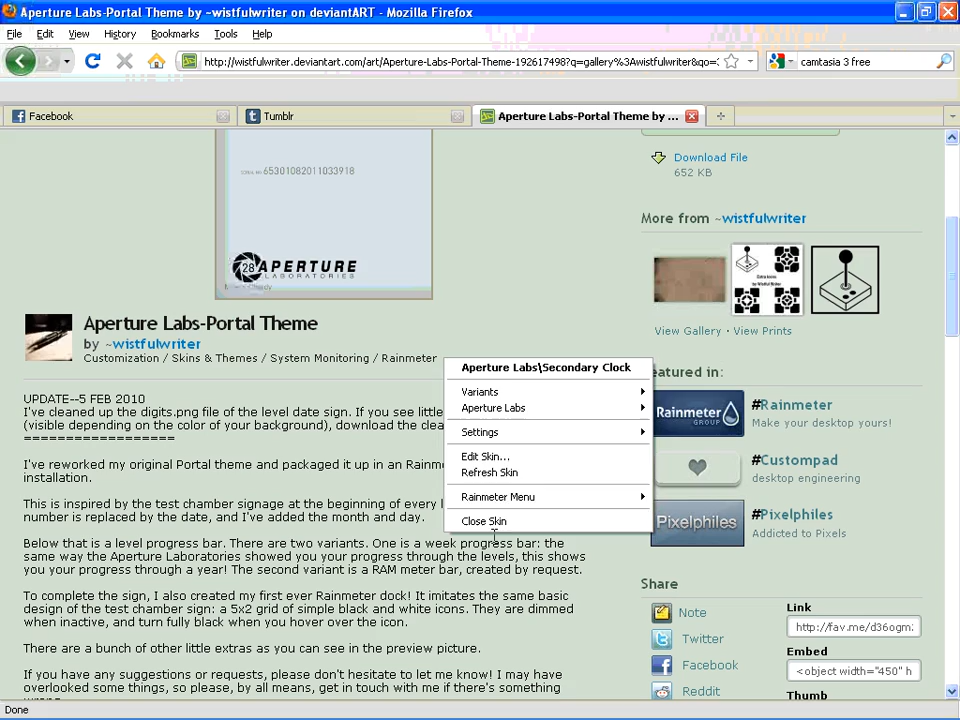 Aperture Labs-Portal Theme by ~wistfulwriter on deviantART - Mozilla Firefox
File Edit View History Bookmarks Tools Help
http://wistfulwriter.deviantart.com/art/Aperture-Labs-Portal-Theme-192617498?q=gallery%3Awistfulwriter&qo=
camtasia 3 free
Facebook
Tumblr
Aperture Labs-Portal Theme by ...
65301082011033918
28 APERTURE
LABORATORIES
Download File
652 KB
More from ~wistfulwriter
View Gallery · View Prints
Aperture Labs-Portal Theme
by ~wistfulwriter
Customization / Skins & Themes / System Monitoring / Rainmeter
UPDATE--5 FEB 2010
I've cleaned up the digits.png file of the level date sign. If you see little
(visible depending on the color of your background), download the clea
==================
I've reworked my original Portal theme and packaged it up in an Rainm
installation.
This is inspired by the test chamber signage at the beginning of every l
number is replaced by the date, and I've added the month and day.
Below that is a level progress bar. There are two variants. One is a week progress bar: the
same way the Aperture Laboratories showed you your progress through the levels, this shows
you your progress through a year! The second variant is a RAM meter bar, created by request.
To complete the sign, I also created my first ever Rainmeter dock! It imitates the same basic
design of the test chamber sign: a 5x2 grid of simple black and white icons. They are dimmed
when inactive, and turn fully black when you hover over the icon.
There are a bunch of other little extras as you can see in the preview picture.
If you have any suggestions or requests, please don't hesitate to let me know! I may have
overlooked some things, so please, by all means, get in touch with me if there's something
Aperture Labs\Secondary Clock
Variants
Aperture Labs
Settings
Edit Skin...
Refresh Skin
Rainmeter Menu
Close Skin
eatured in:
Rainmeter
GROUP
#Rainmeter
Make your desktop yours!
#Custompad
desktop engineering
Pixelphiles
#Pixelphiles
Addicted to Pixels
Share
Note
Twitter
Facebook
Reddit
Link
http://fav.me/d36ogm
Embed
<object width="450" h
Thumb
Done